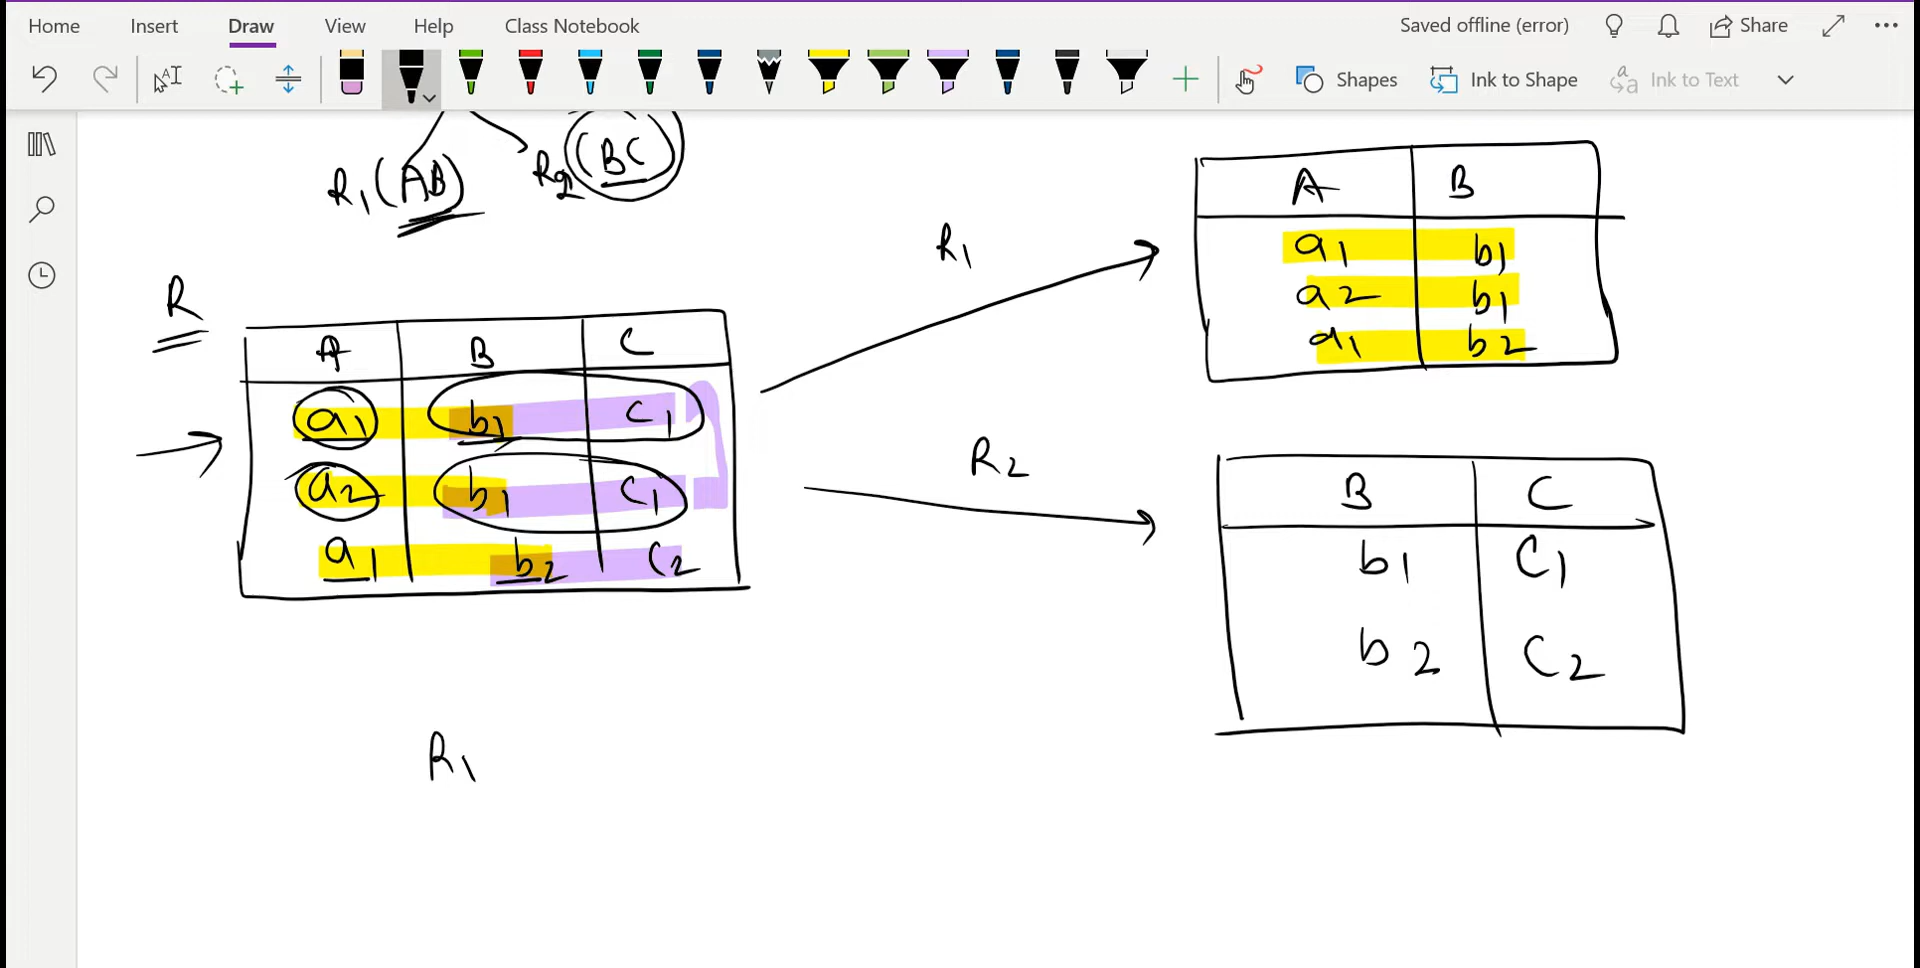 Home Insert Draw View Help Class Notebook Saved offline (error) Share
Shapes Ink to Shape Ink to Text
R1(AB) R2(BC)
R
A B C
a1 b1 c1
a2 b1 c1
a1 b2 c2
R1
A B
a1 b1
a2 b1
a1 b2
R2
B C
b1 C1
b2 C2
R1